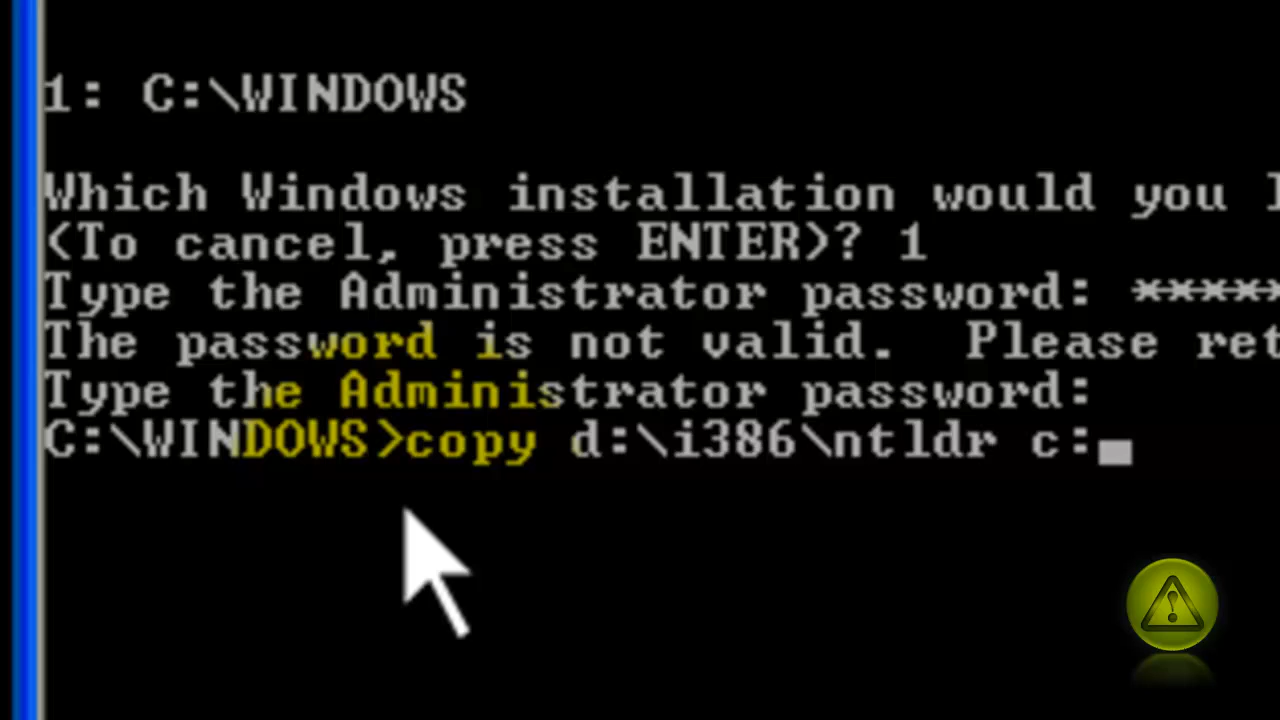 1: C:\WINDOWS
Which Windows installation would you
(To cancel, press ENTER)? 1
Type the Administrator password: *****
The password is not valid.  Please
Type the Administrator password:
C:\WINDOWS>copy d:\i386\ntldr c: